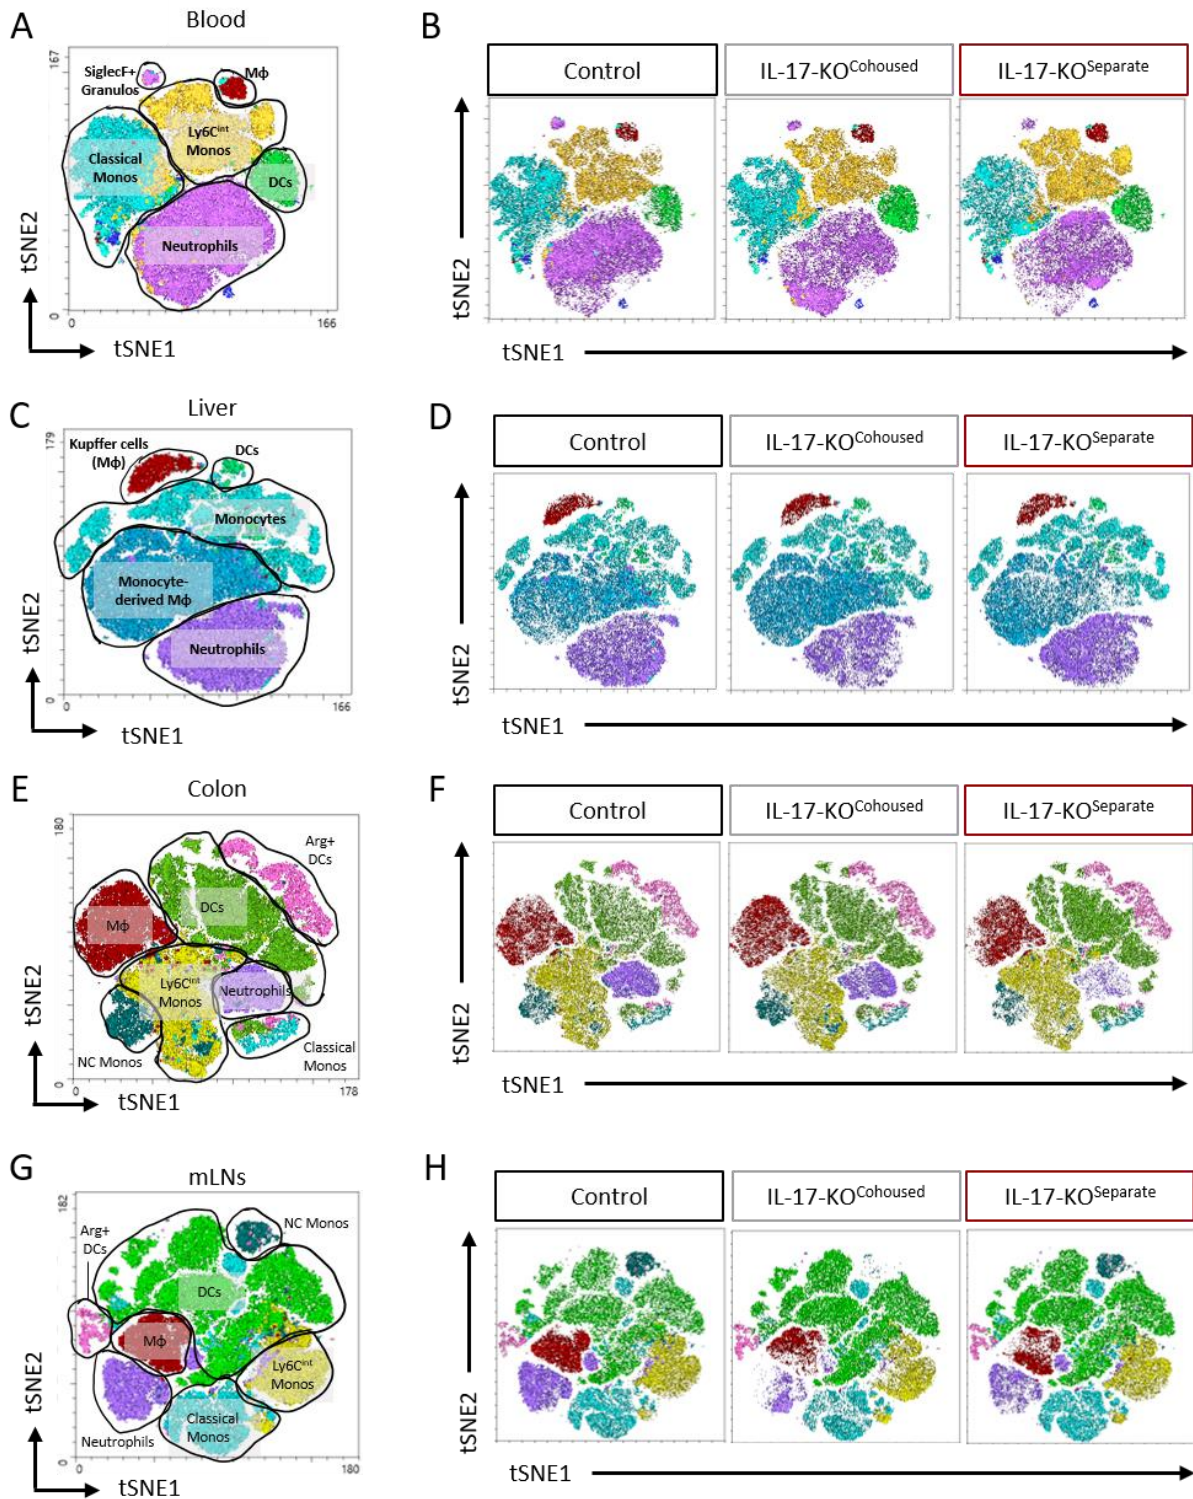 A
Blood
167
SiglecF+
Granulos
Mϕ
Ly6Cint
Monos
Classical
Monos
DCs
Neutrophils
tSNE2
0
0
166
tSNE1
B
Control
IL-17-KOCohoused
IL-17-KOSeparate
tSNE2
tSNE1
C
Liver
179
Kupffer cells
(Mϕ)
DCs
Monocytes
Monocyte-
derived Mϕ
Neutrophils
tSNE2
0
0
166
tSNE1
D
Control
IL-17-KOCohoused
IL-17-KOSeparate
tSNE2
tSNE1
E
Colon
180
Arg+
DCs
DCs
Mϕ
Ly6Cint
Monos
Neutrophils
NC Monos
Classical
Monos
tSNE2
0
0
178
tSNE1
F
Control
IL-17-KOCohoused
IL-17-KOSeparate
tSNE2
tSNE1
G
mLNs
182
Arg+
DCs
NC Monos
DCs
Mϕ
Ly6Cint
Monos
Classical
Monos
Neutrophils
tSNE2
0
0
180
tSNE1
H
Control
IL-17-KOCohoused
IL-17-KOSeparate
tSNE2
tSNE1